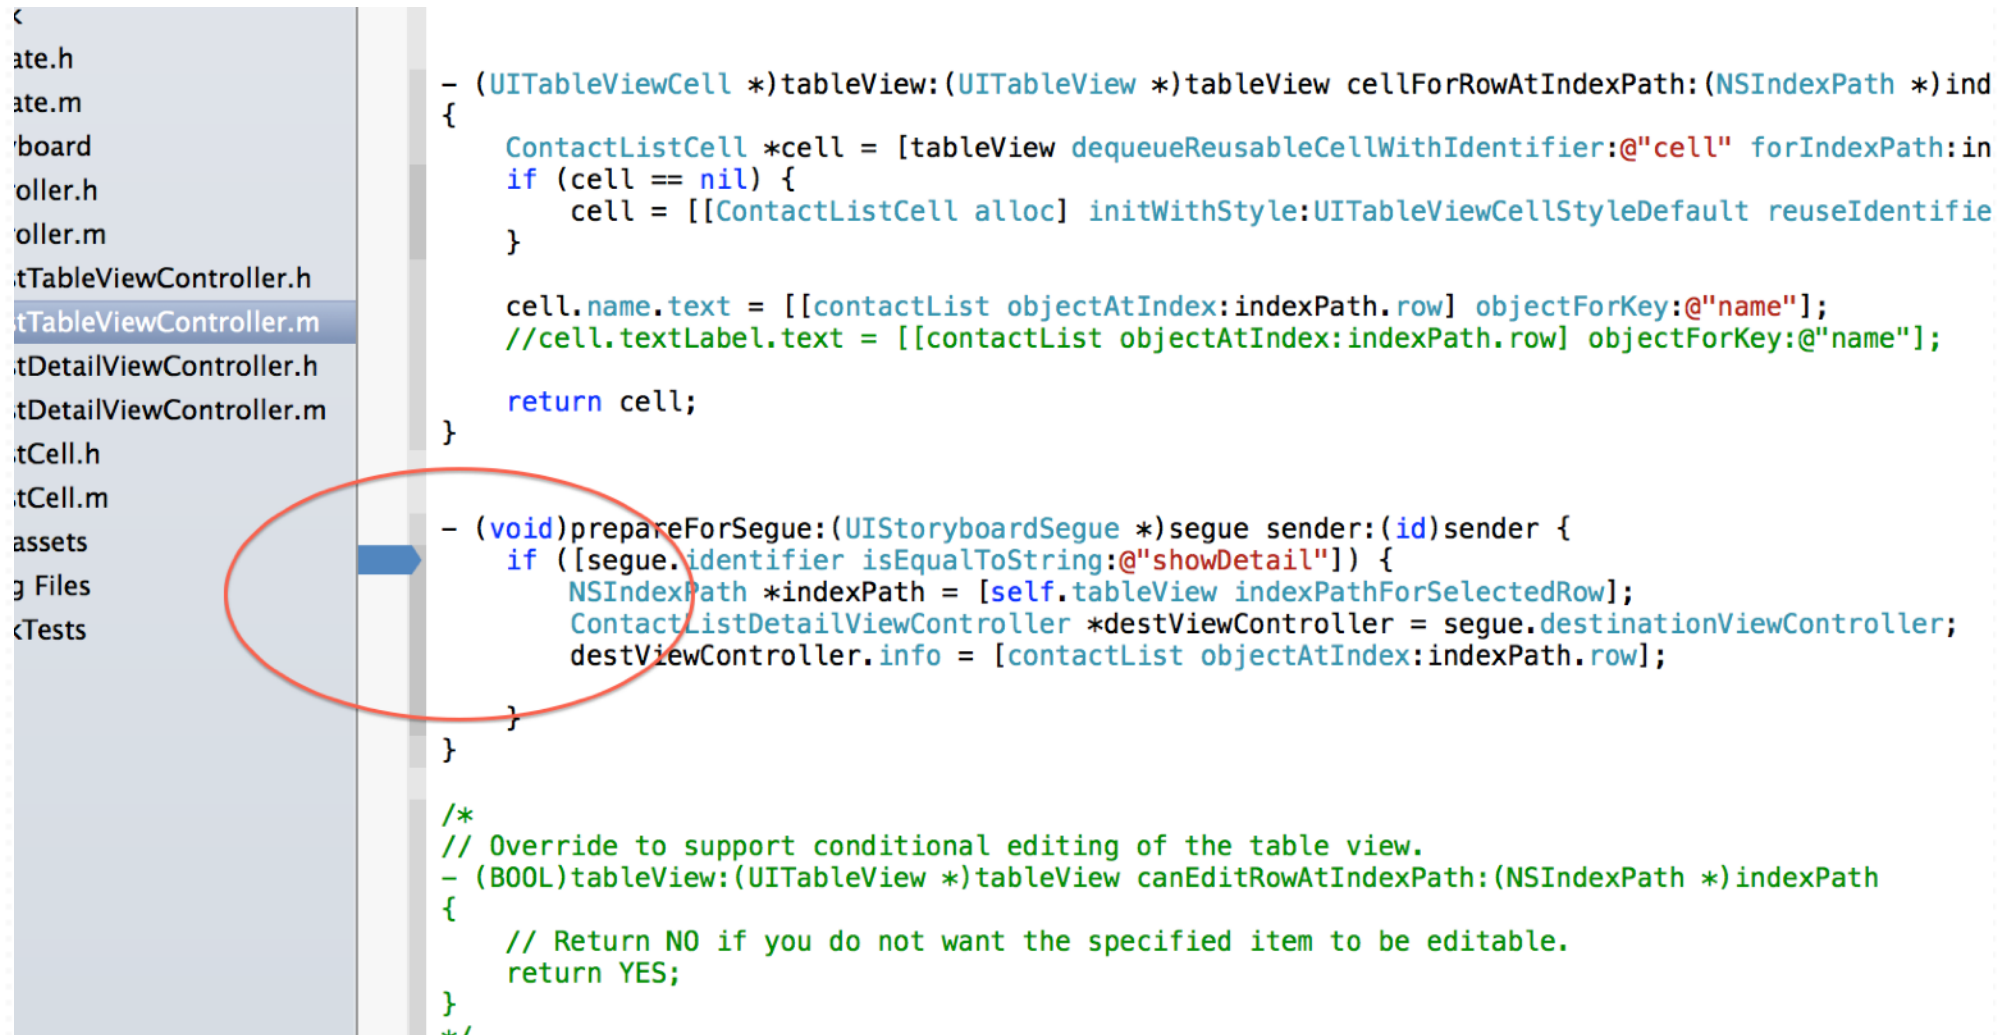 ate.h
ate.m
board
oller.h
oller.m
tTableViewController.h
tTableViewController.m
tDetailViewController.h
tDetailViewController.m
tCell.h
tCell.m
assets
g Files
Tests
- (UITableViewCell *)tableView:(UITableView *)tableView cellForRowAtIndexPath:(NSIndexPath *)ind
{
ContactListCell *cell = [tableView dequeueReusableCellWithIdentifier:@"cell" forIndexPath:in
if (cell == nil) {
cell = [[ContactListCell alloc] initWithStyle:UITableViewCellStyleDefault reuseIdentifie
}
cell.name.text = [[contactList objectAtIndex:indexPath.row] objectForKey:@"name"];
//cell.textLabel.text = [[contactList objectAtIndex:indexPath.row] objectForKey:@"name"];
return cell;
}
- (void)prepareForSegue:(UIStoryboardSegue *)segue sender:(id)sender {
if ([segue.identifier isEqualToString:@"showDetail"]) {
NSIndexPath *indexPath = [self.tableView indexPathForSelectedRow];
ContactListDetailViewController *destViewController = segue.destinationViewController;
destViewController.info = [contactList objectAtIndex:indexPath.row];
}
}
/*
// Override to support conditional editing of the table view.
- (BOOL)tableView:(UITableView *)tableView canEditRowAtIndexPath:(NSIndexPath *)indexPath
{
// Return NO if you do not want the specified item to be editable.
return YES;
}
*/